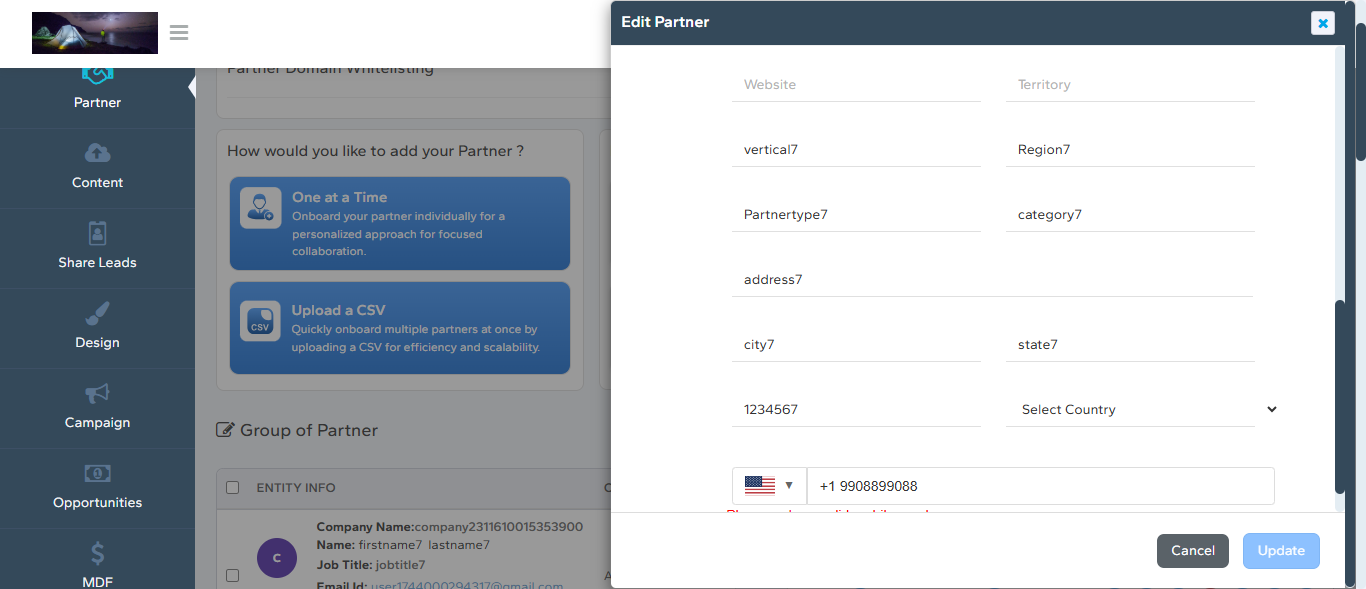 Edit Partner
Partner Domain Whitelisting
Partner
Content
Share Leads
Design
Campaign
Opportunities
MDF
How would you like to add your Partner ?
One at a Time
Onboard your partner individually for a
personalized approach for focused
collaboration.
CSV
Upload a CSV
Quickly onboard multiple partners at once by
uploading a CSV for efficiency and scalability.
Group of Partner
ENTITY INFO
C
Company Name:company2311610015353900
Name: firstname7 lastname7
Job Title: jobtitle7
Email Id: user1744000294317@gmail.com
Website
Territory
vertical7
Region7
Partnertype7
category7
address7
city7
state7
1234567
Select Country
+1 9908899088
Cancel
Update